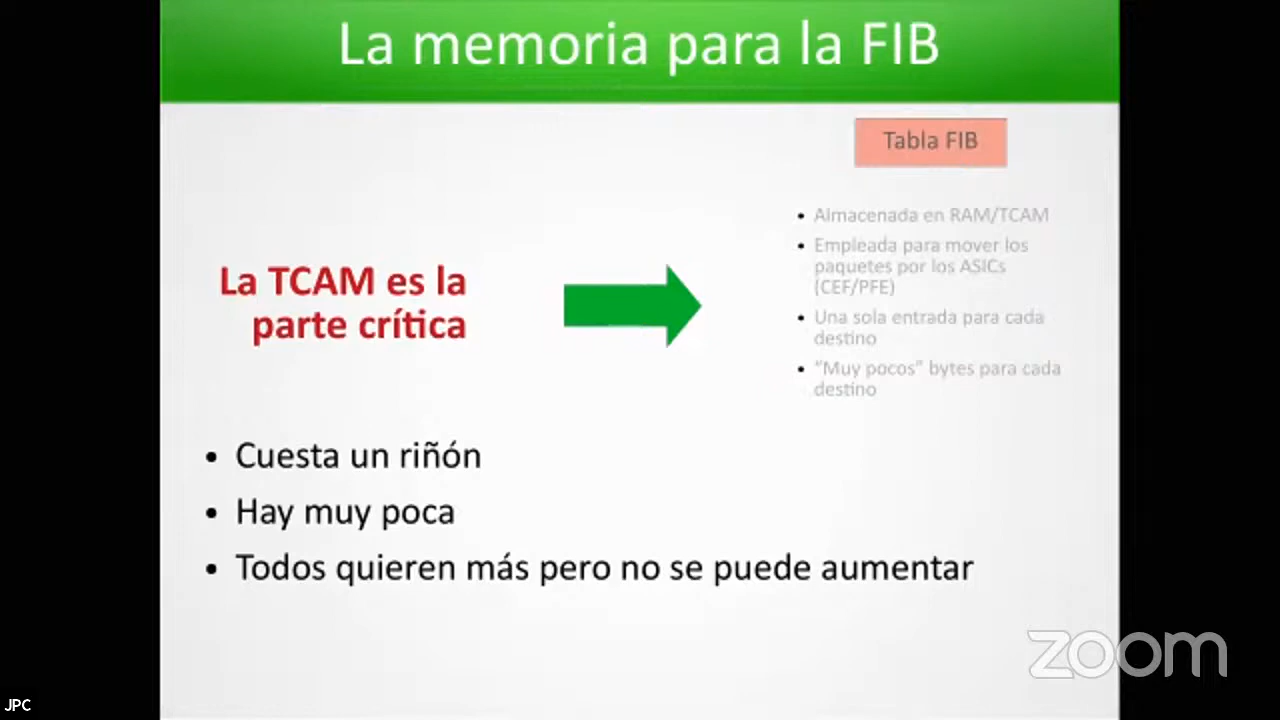 La memoria para la FIB
Tabla FIB
• Almacenada en RAM/TCAM
• Empleada para mover los
paquetes por los ASICs
(CEF/PFE)
• Una sola entrada para cada
destino
• “Muy pocos” bytes para cada
destino
La TCAM es la
parte crítica
• Cuesta un riñón
• Hay muy poca
• Todos quieren más pero no se puede aumentar
zoom
JPC